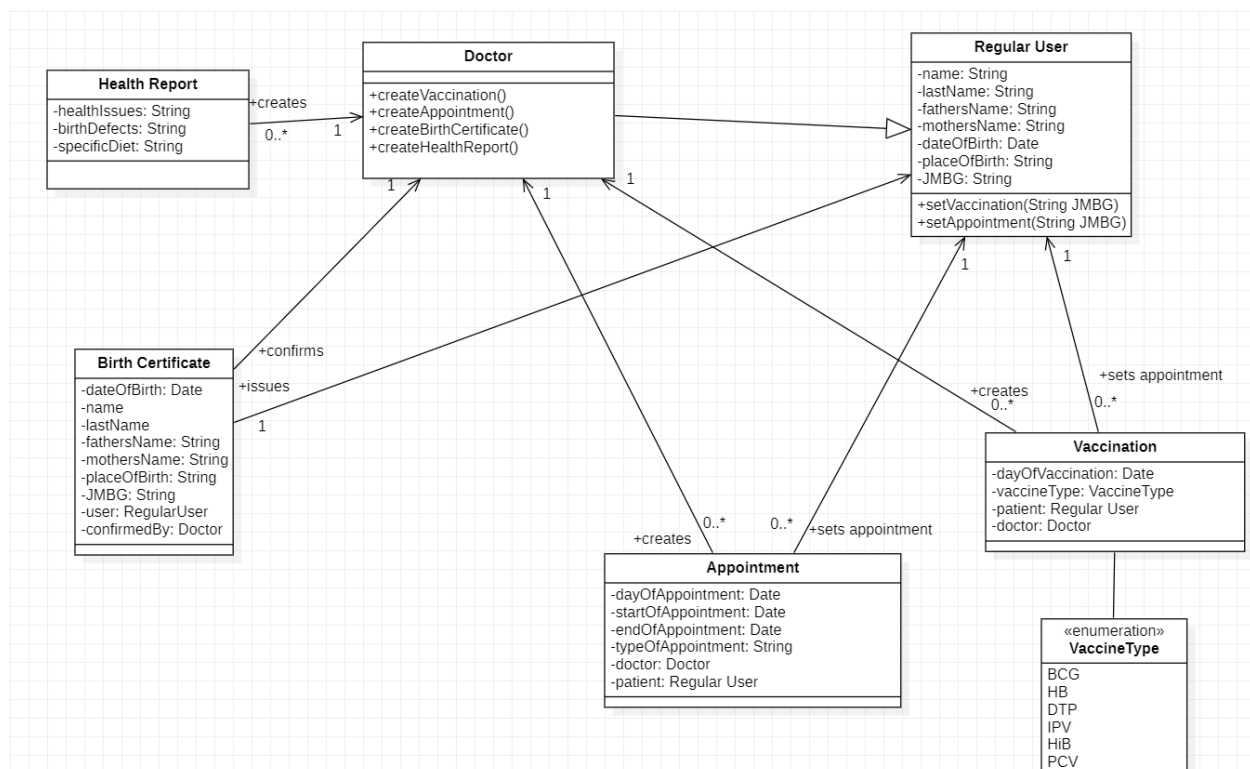 Health Report
-healthIssues: String
-birthDefects: String
-specificDiet: String
+creates
0..*
1
Doctor
+createVaccination()
+createAppointment()
+createBirthCertificate()
+createHealthReport()
1
1
1
Regular User
-name: String
-lastName: String
-fathersName: String
-mothersName: String
-dateOfBirth: Date
-placeOfBirth: String
-JMBG: String
+setVaccination(String JMBG)
+setAppointment(String JMBG)
1
1
Birth Certificate
-dateOfBirth: Date
-name
-lastName
-fathersName: String
-mothersName: String
-placeOfBirth: String
-JMBG: String
-user: RegularUser
-confirmedBy: Doctor
+confirms
+issues
1
+creates
0..*
+sets appointment
0..*
Vaccination
-dayOfVaccination: Date
-vaccineType: VaccineType
-patient: Regular User
-doctor: Doctor
0..*
+creates
0..*
+sets appointment
Appointment
-dayOfAppointment: Date
-startOfAppointment: Date
-endOfAppointment: Date
-typeOfAppointment: String
-doctor: Doctor
-patient: Regular User
«enumeration»
VaccineType
BCG
HB
DTP
IPV
HiB
PCV